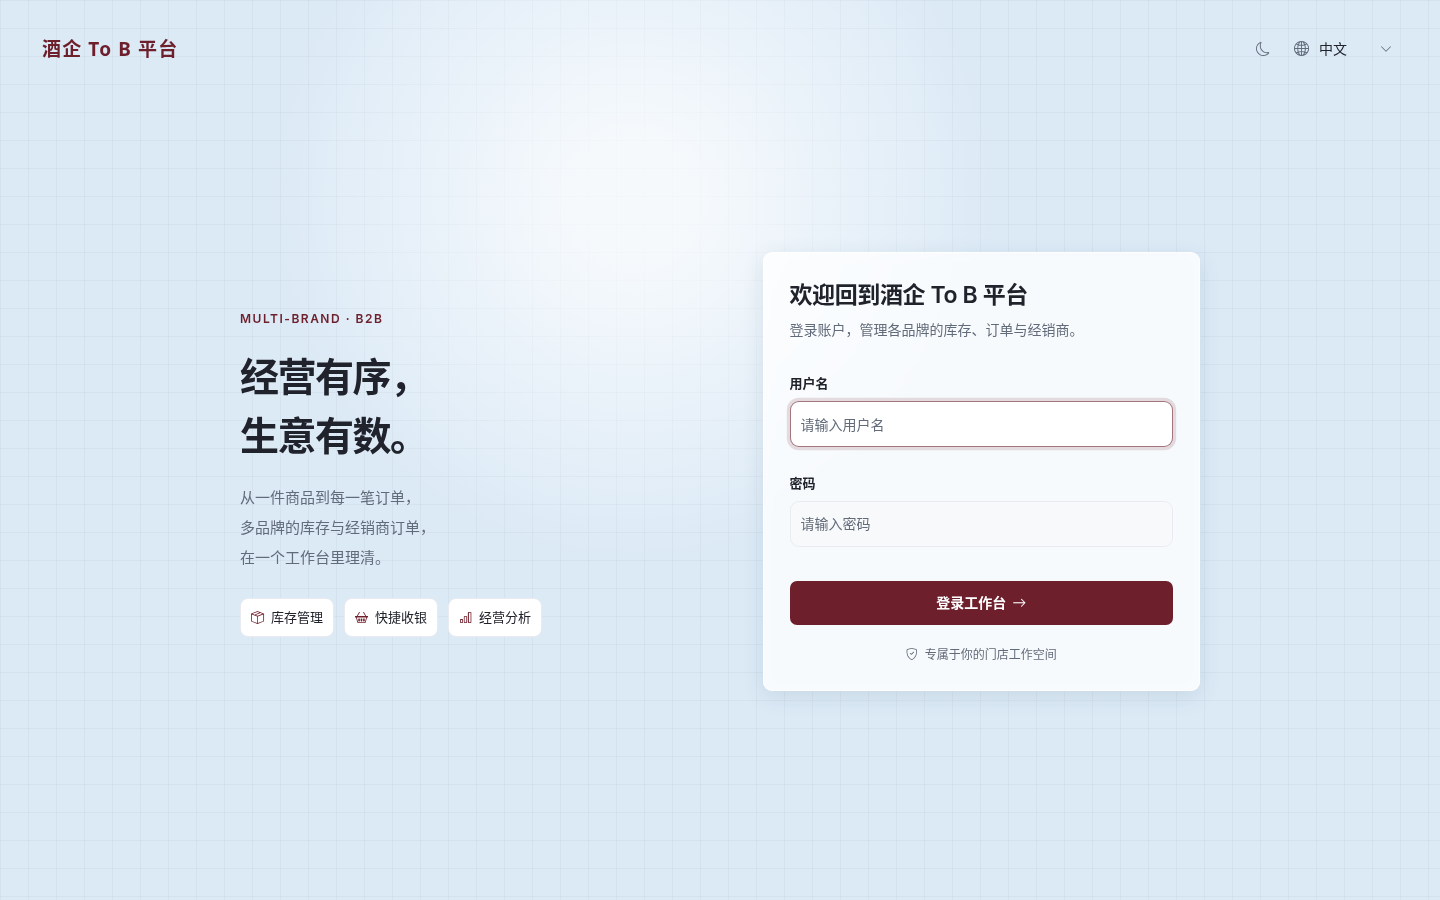 酒企 To B 平台
中文
MULTI-BRAND · B2B
经营有序，
生意有数。
从一件商品到每一笔订单，
多品牌的库存与经销商订单，
在一个工作台里理清。
库存管理
快捷收银
经营分析
欢迎回到酒企 To B 平台
登录账户，管理各品牌的库存、订单与经销商。
用户名
请输入用户名
密码
请输入密码
登录工作台 →
专属于你的门店工作空间